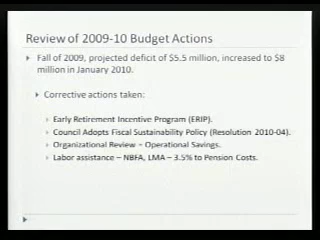 Review of 2009-10 Budget Actions
Fall of 2009, projected deficit of $5.5 million, increased to $8
million in January 2010.
Corrective actions taken:
Early Retirement Incentive Program (ERIP).
Council Adopts Fiscal Sustainability Policy (Resolution 2010-04).
Organizational Review – Operational Savings.
Labor assistance – NBFA, LMA – 3.5% to Pension Costs.